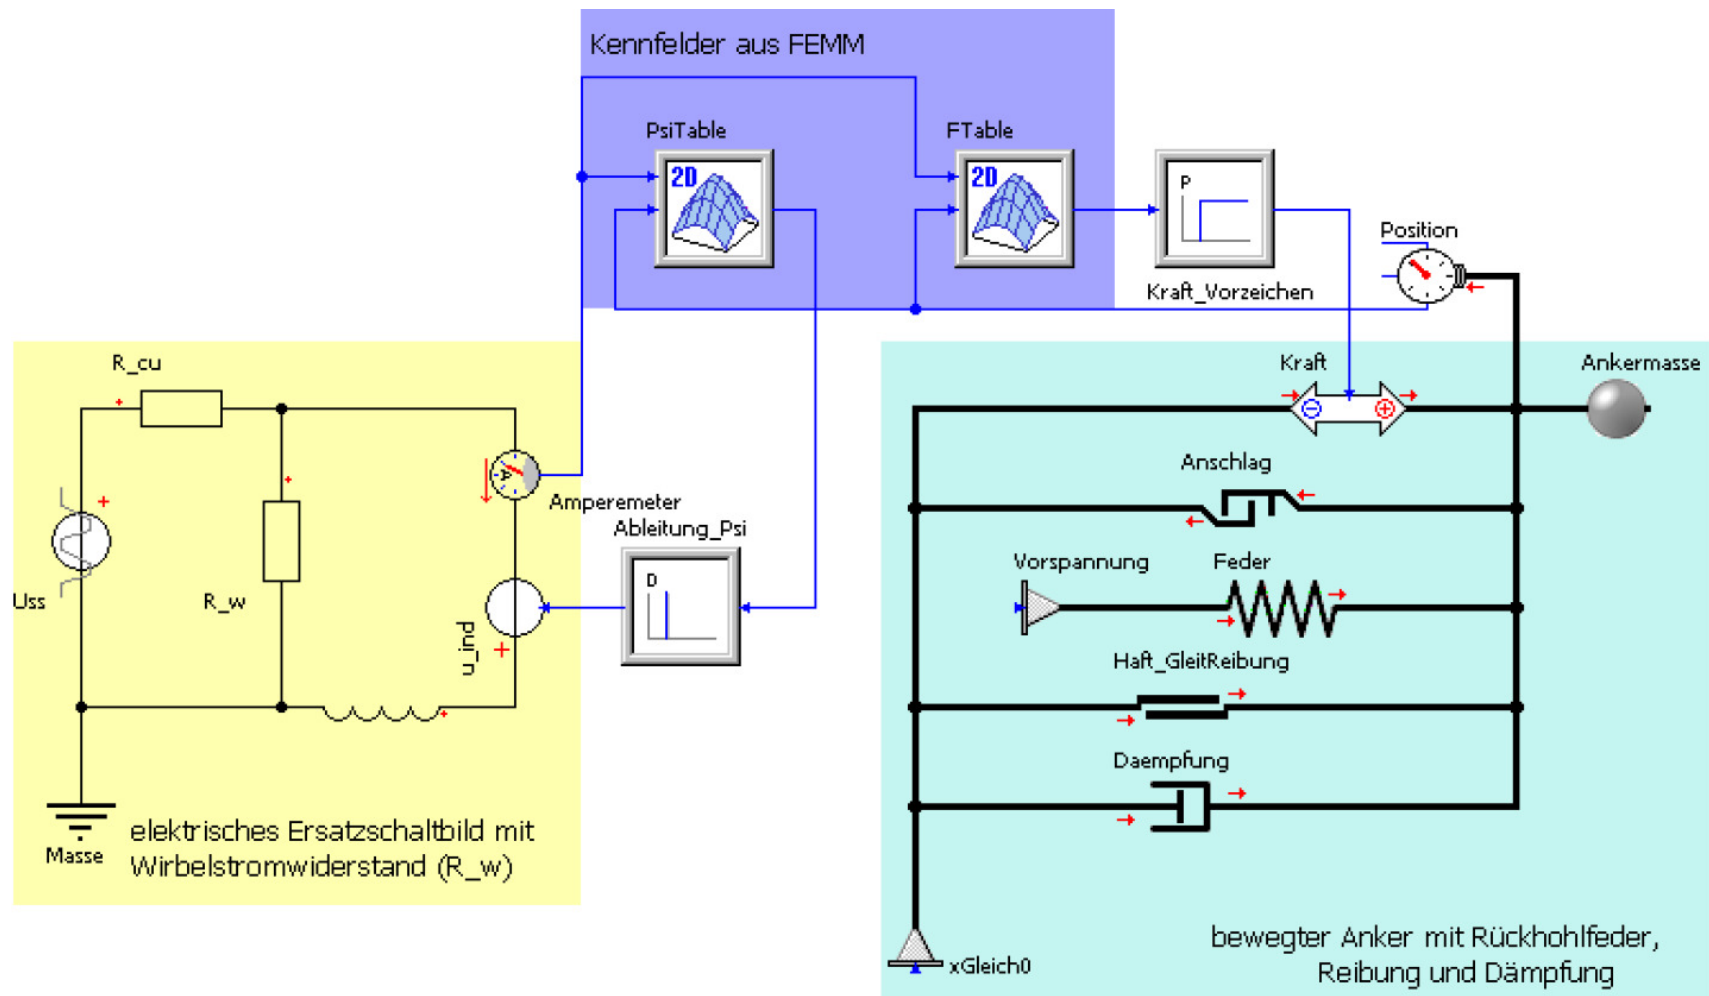 Kennfelder aus FEMM
PsiTable
FTable
2D
2D
P
Position
Kraft_Vorzeichen
R_cu
Kraft
Ankermasse
Anschlag
A
Amperemeter
Ableitung_Psi
Vorspannung
Feder
D
Uss
R_w
u_ind
Haft_GleitReibung
Daempfung
elektrisches Ersatzschaltbild mit
Wirbelstromwiderstand (R_w)
Masse
bewegter Anker mit Rückhohlfeder,
Reibung und Dämpfung
xGleich0